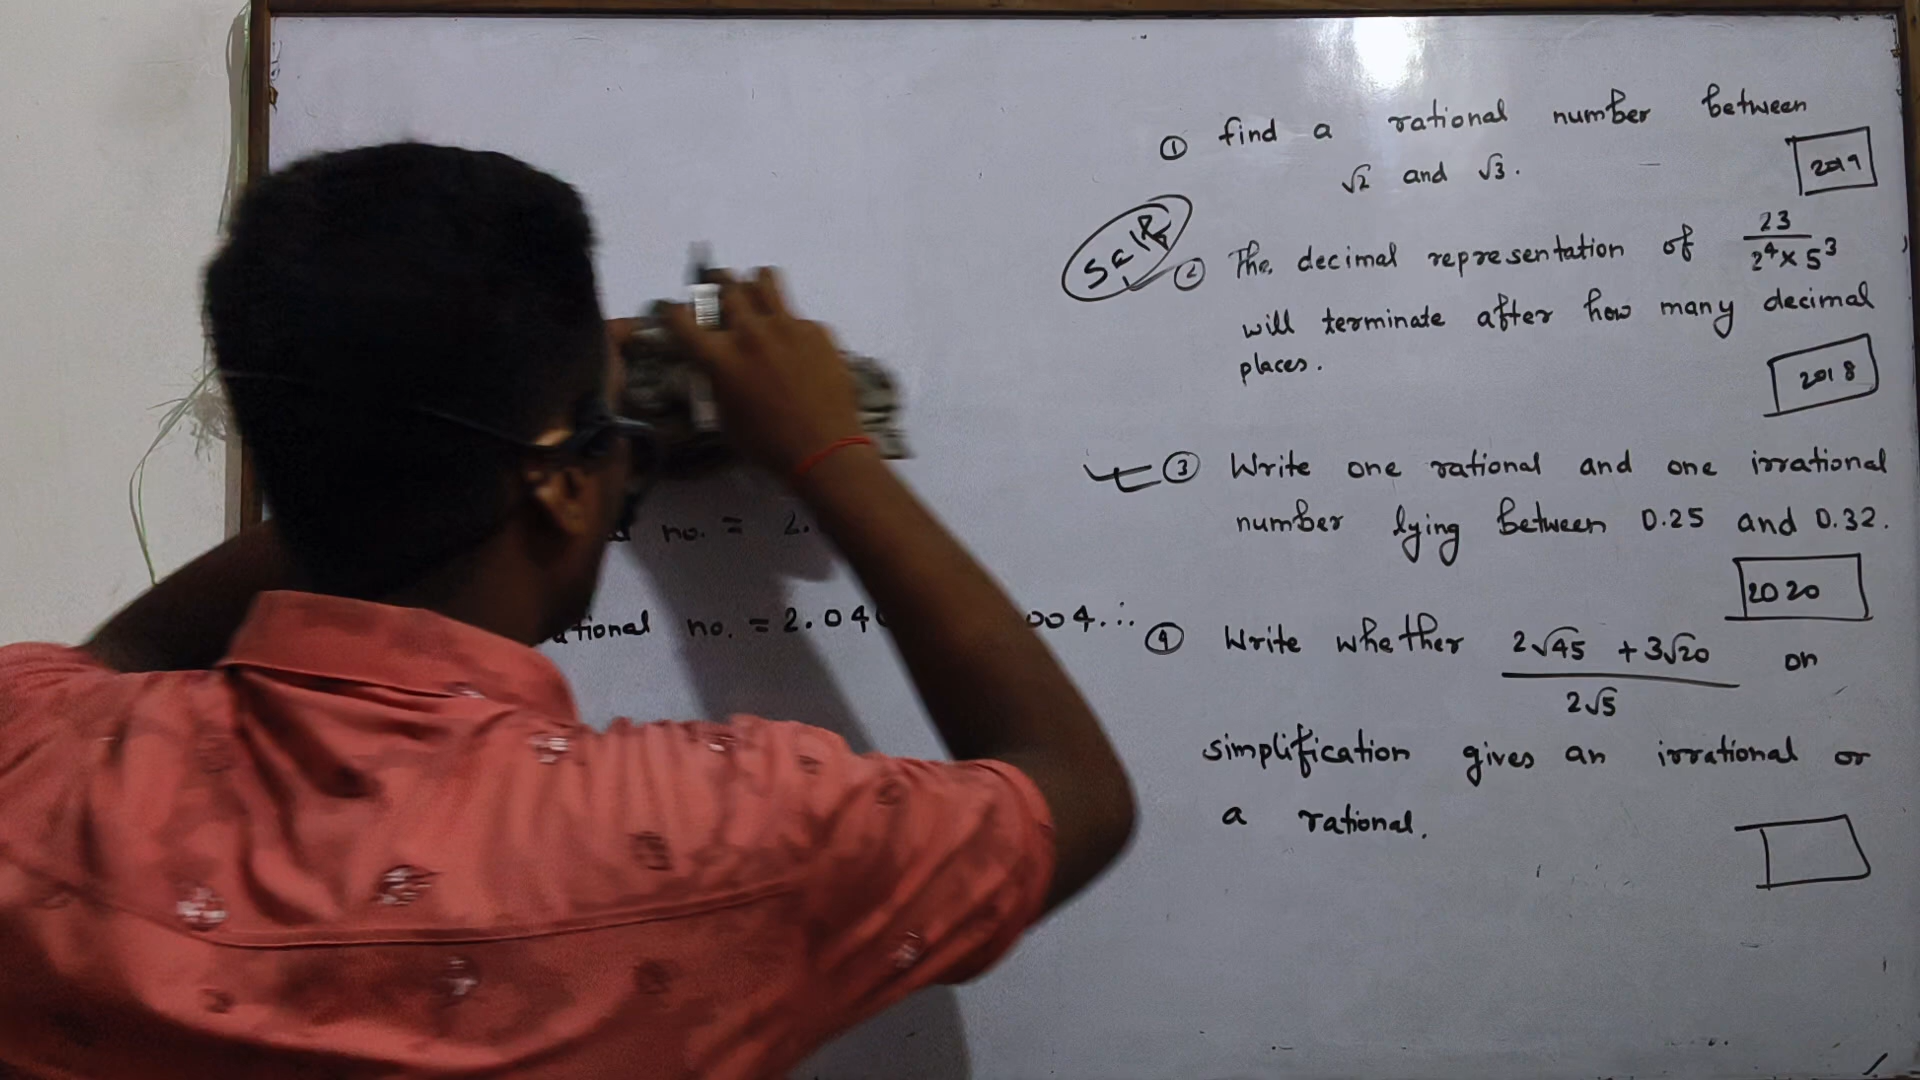 ① find a rational number between
√2 and √3.
2019
Self
② The decimal representation of 23/2⁴×5³
will terminate after how many decimal
places.
2018
③ Write one rational and one irrational
number lying between 0.25 and 0.32.
2020
no. = 2.
no. = 2.04 004...
④ Write whether 2√45 + 3√20 / 2√5 on
simplification gives an irrational or
a rational.